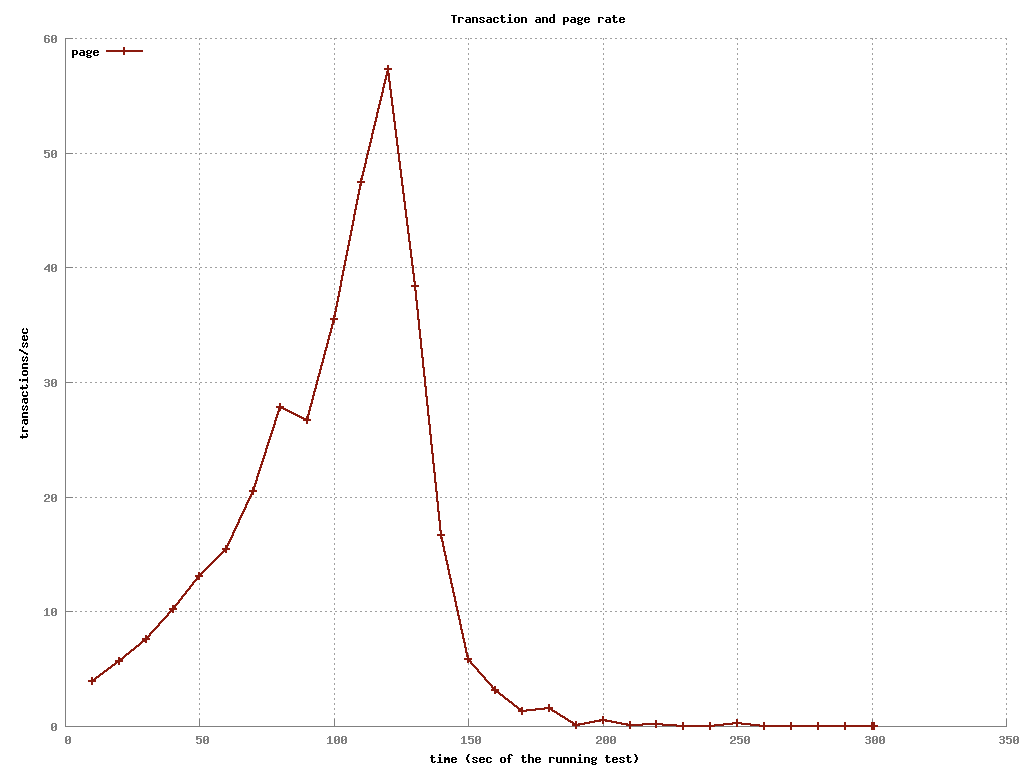 Transaction and page rate
60
page
50
40
30
20
10
0
transactions/sec
0 50 100 150 200 250 300 350
time (sec of the running test)